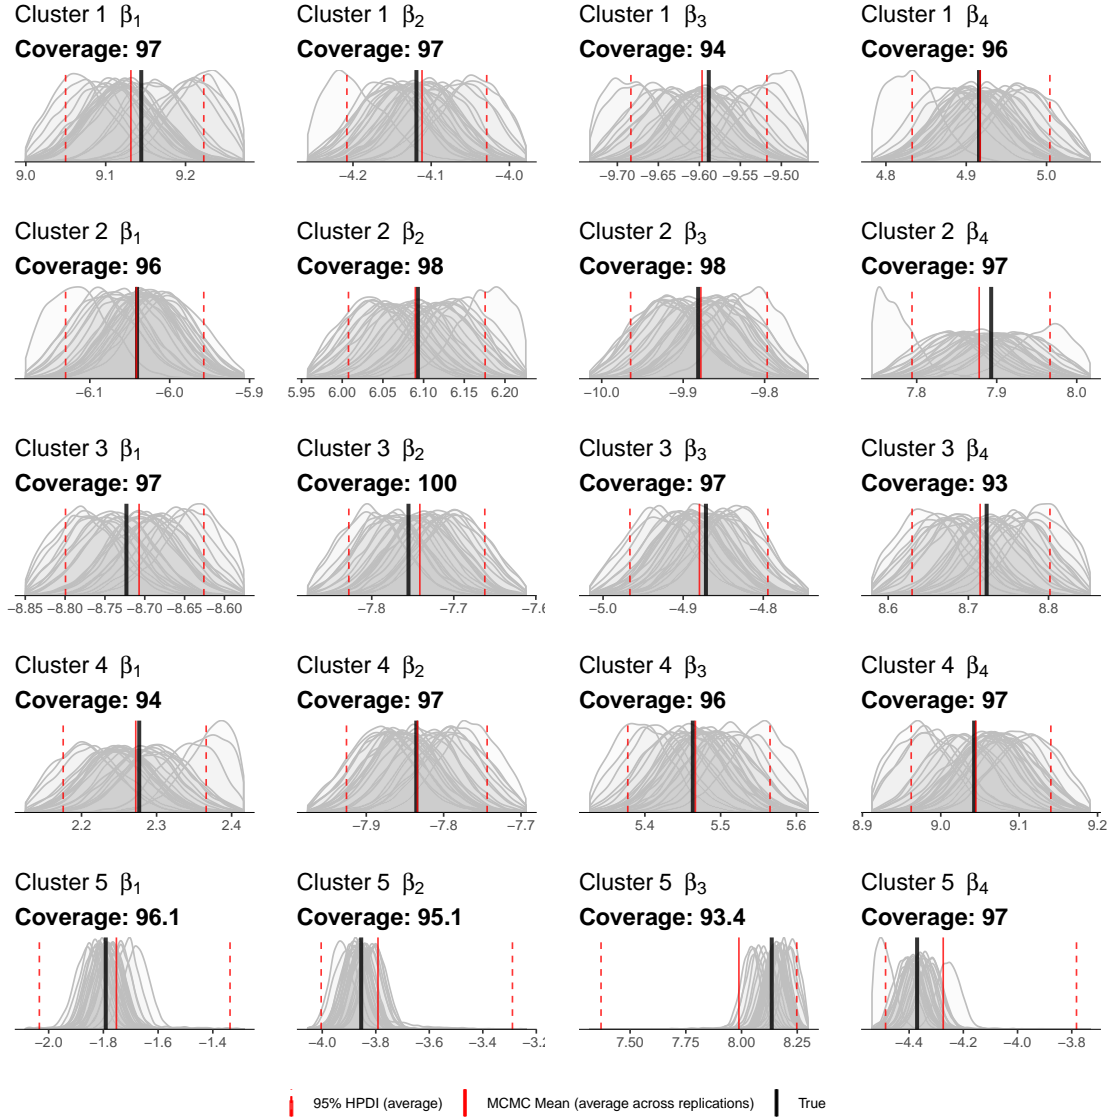 Cluster 1 β1 Cluster 1 β2 Cluster 1 β3 Cluster 1 β4
Coverage: 97 Coverage: 97 Coverage: 94 Coverage: 96
9.0 9.1 9.2 −4.2 −4.1 −4.0 −9.70 −9.65 −9.60 −9.55 −9.50 4.8 4.9 5.0
Cluster 2 β1 Cluster 2 β2 Cluster 2 β3 Cluster 2 β4
Coverage: 96 Coverage: 98 Coverage: 98 Coverage: 97
−6.1 −6.0 −5.9 5.95 6.00 6.05 6.10 6.15 6.20 −10.0 −9.9 −9.8 7.8 7.9 8.0
Cluster 3 β1 Cluster 3 β2 Cluster 3 β3 Cluster 3 β4
Coverage: 97 Coverage: 100 Coverage: 97 Coverage: 93
−8.85 −8.80 −8.75 −8.70 −8.65 −8.60 −7.8 −7.7 −7.6 −5.0 −4.9 −4.8 8.6 8.7 8.8
Cluster 4 β1 Cluster 4 β2 Cluster 4 β3 Cluster 4 β4
Coverage: 94 Coverage: 97 Coverage: 96 Coverage: 97
2.2 2.3 2.4 −7.9 −7.8 −7.7 5.4 5.5 5.6 8.9 9.0 9.1 9.2
Cluster 5 β1 Cluster 5 β2 Cluster 5 β3 Cluster 5 β4
Coverage: 96.1 Coverage: 95.1 Coverage: 93.4 Coverage: 97
−2.0 −1.8 −1.6 −1.4 −4.0 −3.8 −3.6 −3.4 7.50 7.75 8.00 8.25 −4.4 −4.2 −4.0 −3.8
95% HPDI (average) MCMC Mean (average across replications) True